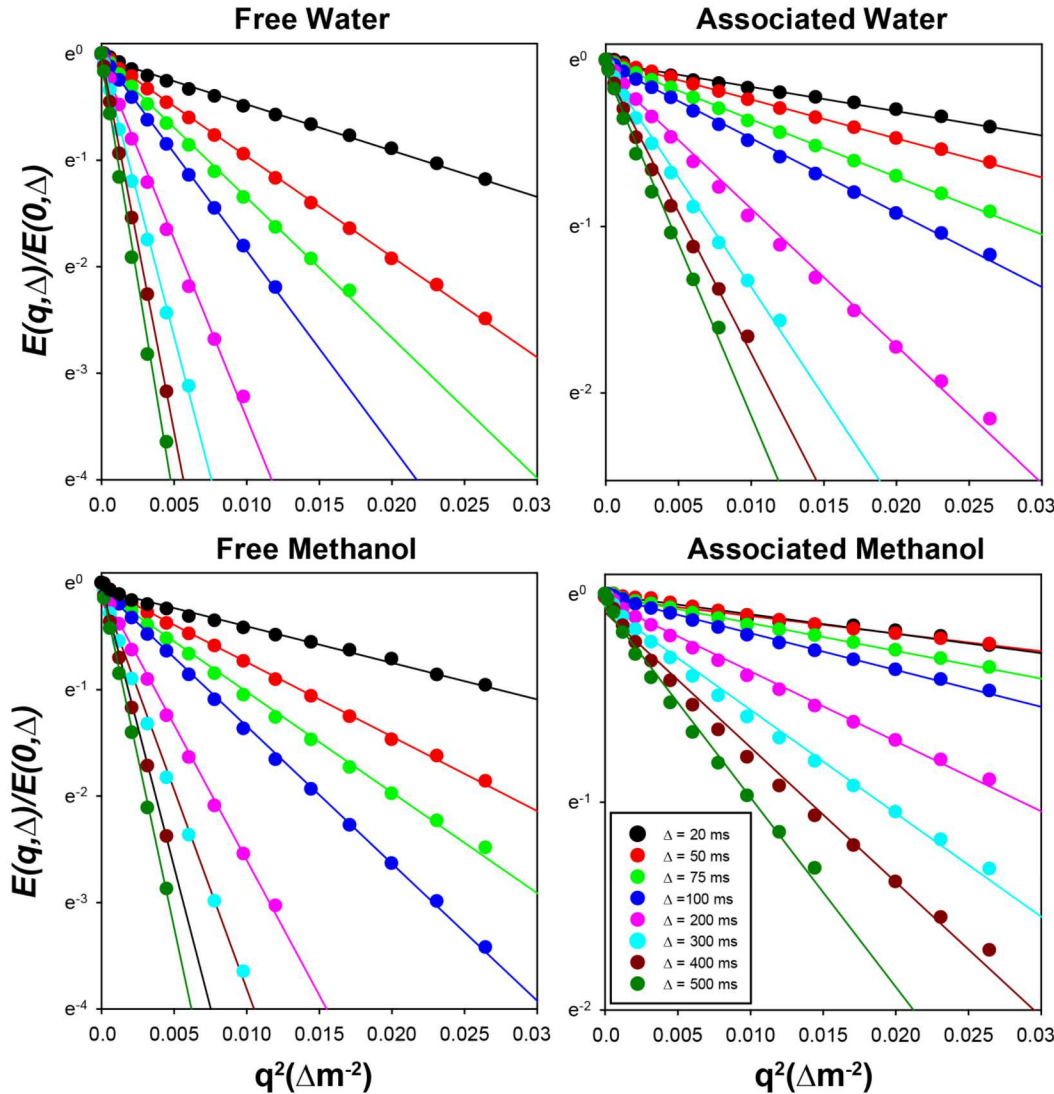 Free Water
Associated Water
E(q,Δ)/E(0,Δ)
e0
e-1
e-2
e-3
e-4
0.000 0.005 0.010 0.015 0.020 0.025 0.03
e0
e-1
e-2
0.000 0.005 0.010 0.015 0.020 0.025 0.03
Free Methanol
Associated Methanol
E(q,Δ)/E(0,Δ)
e0
e-1
e-2
e-3
e-4
0.000 0.005 0.010 0.015 0.020 0.025 0.03
q2(Δm-2)
e0
e-1
e-2
Δ = 20 ms
Δ = 50 ms
Δ = 75 ms
Δ =100 ms
Δ = 200 ms
Δ = 300 ms
Δ = 400 ms
Δ = 500 ms
0.000 0.005 0.010 0.015 0.020 0.025 0.03
q2(Δm-2)